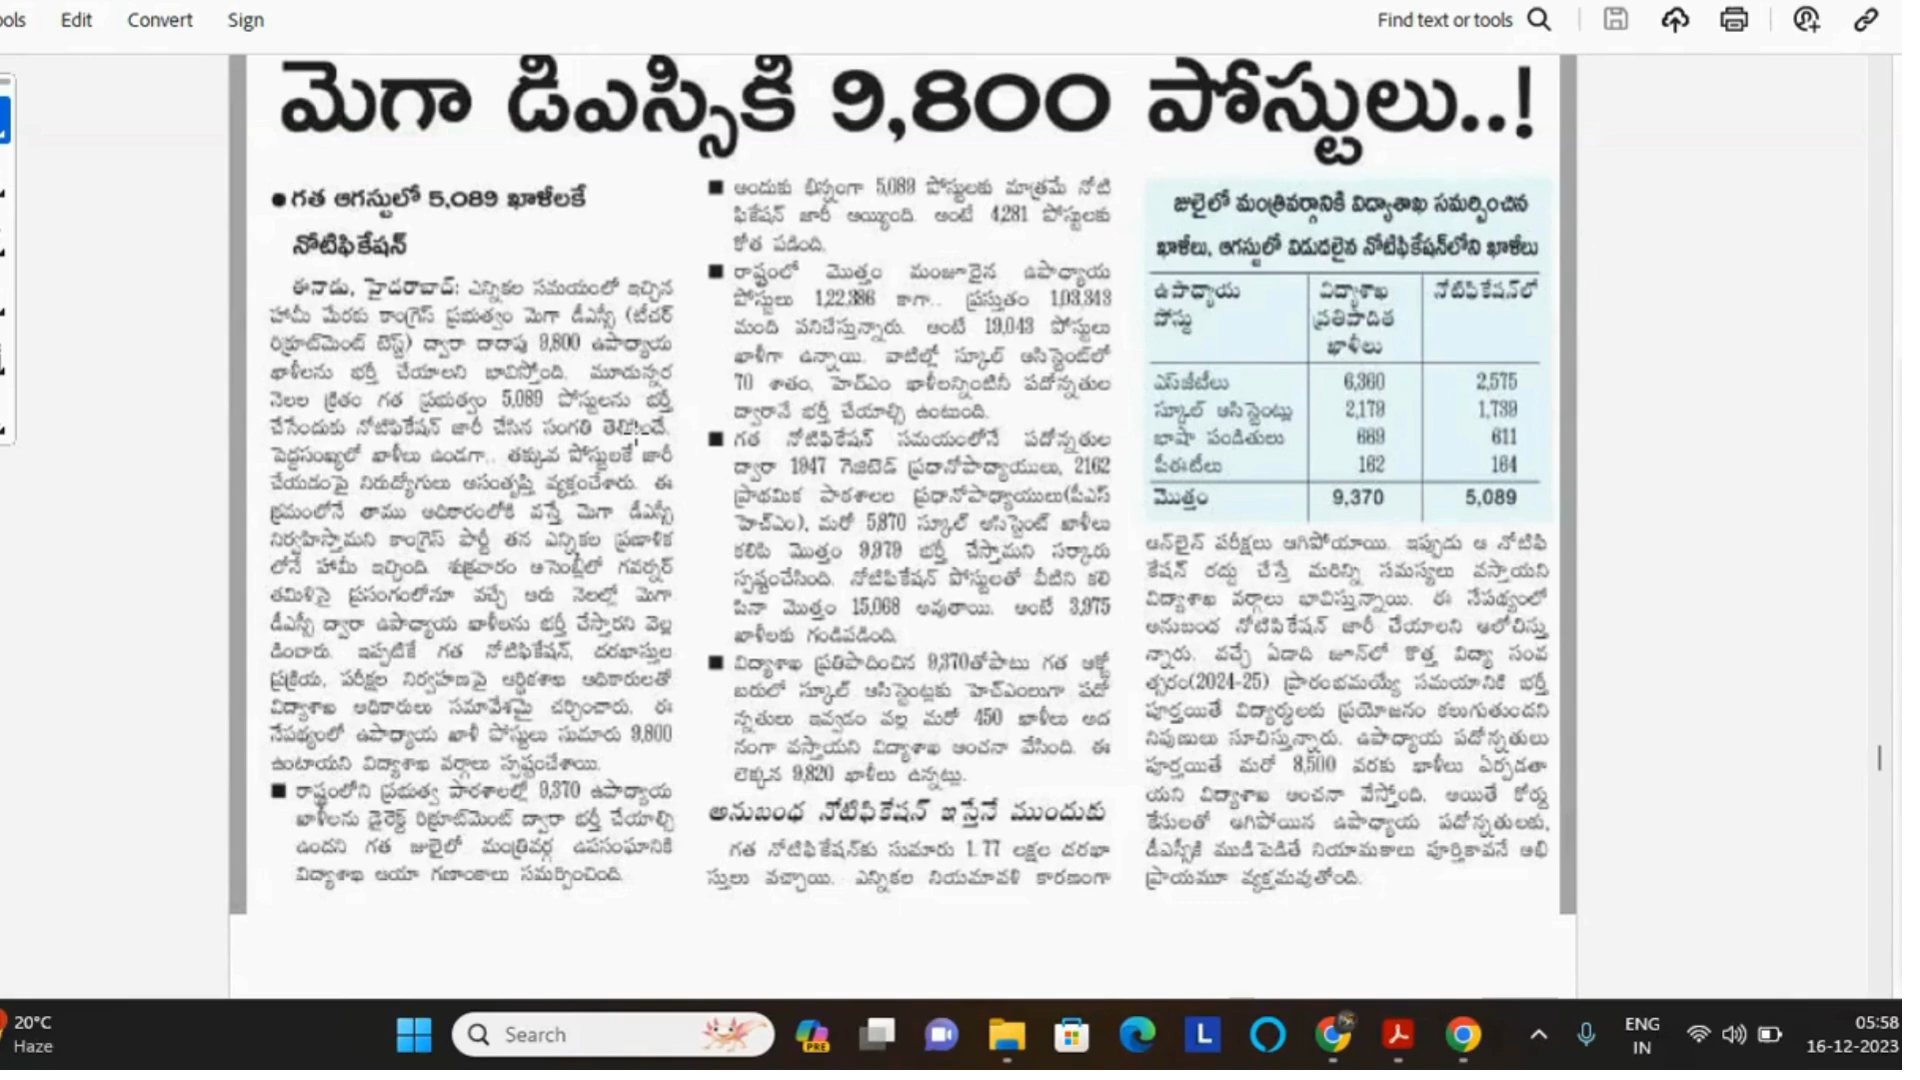 ools Edit Convert Sign
Find text or tools
మెగా డీఎస్సీకి 9,800 పోస్టులు..!
● గత ఆగస్టులో 5,089 ఖాళీలకే
నోటిఫికేషన్
ఈనాడు, హైదరాబాద్: ఎన్నికల సమయంలో ఇచ్చిన
హామీ మేరకు కాంగ్రెస్ ప్రభుత్వం మెగా డీఎస్సీ (టీచర్
రిక్రూట్‌మెంట్ టెస్ట్) ద్వారా దాదాపు 9,800 ఉపాధ్యాయ
ఖాళీలను భర్తీ చేయాలని భావిస్తోంది. మూడున్నర
నెలల క్రితం గత ప్రభుత్వం 5,089 పోస్టులను భర్తీ
చేసేందుకు నోటిఫికేషన్ జారీ చేసిన సంగతి తెలిసిందే.
పెద్దసంఖ్యలో ఖాళీలు ఉండగా.. తక్కువ పోస్టులకే జారీ
చేయడంపై నిరుద్యోగులు అసంతృప్తి వ్యక్తంచేశారు. ఈ
క్రమంలోనే తాము అధికారంలోకి వస్తే మెగా డీఎస్సీ
నిర్వహిస్తామని కాంగ్రెస్ పార్టీ తన ఎన్నికల ప్రణాళిక
లోనే హామీ ఇచ్చింది. శుక్రవారం అసెంబ్లీలో గవర్నర్
తమిళిసై ప్రసంగంలోనూ వచ్చే ఆరు నెలల్లో మెగా
డీఎస్సీ ద్వారా ఉపాధ్యాయ ఖాళీలను భర్తీ చేస్తారని వెల్ల
డించారు. ఇప్పటికే గత నోటిఫికేషన్, దరఖాస్తుల
ప్రక్రియ, పరీక్షల నిర్వహణపై ఆర్థికశాఖ అధికారులతో
విద్యాశాఖ అధికారులు సమావేశమై చర్చించారు. ఈ
నేపథ్యంలో ఉపాధ్యాయ ఖాళీ పోస్టులు సుమారు 9,800
ఉంటాయని విద్యాశాఖ వర్గాలు స్పష్టంచేశాయి.
■ రాష్ట్రంలోని ప్రభుత్వ పాఠశాలల్లో 9,370 ఉపాధ్యాయ
ఖాళీలను డైరెక్ట్ రిక్రూట్‌మెంట్ ద్వారా భర్తీ చేయాల్సి
ఉందని గత జులైలో మంత్రివర్గ ఉపసంఘానికి
విద్యాశాఖ ఆయా గణాంకాలు సమర్పించింది.
■ అందుకు భిన్నంగా 5,089 పోస్టులకు మాత్రమే నోటి
ఫికేషన్ జారీ అయ్యింది. అంటే 4,281 పోస్టులకు
కోత పడింది.
■ రాష్ట్రంలో మొత్తం మంజూరైన ఉపాధ్యాయ
పోస్టులు 1,22,386 కాగా.. ప్రస్తుతం 1,03,343
మంది పనిచేస్తున్నారు. అంటే 19,043 పోస్టులు
ఖాళీగా ఉన్నాయి. వాటిల్లో స్కూల్ అసిస్టెంట్‌లో
70 శాతం, హెచ్ఎం ఖాళీలన్నింటినీ పదోన్నతుల
ద్వారానే భర్తీ చేయాల్సి ఉంటుంది.
■ గత నోటిఫికేషన్ సమయంలోనే పదోన్నతుల
ద్వారా 1947 గెజిటెడ్ ప్రధానోపాధ్యాయులు, 2162
ప్రాథమిక పాఠశాలల ప్రధానోపాధ్యాయులు(పీఎస్
హెచ్ఎం), మరో 5,870 స్కూల్ అసిస్టెంట్ ఖాళీలు
కలిపి మొత్తం 9,979 భర్తీ చేస్తామని సర్కారు
స్పష్టంచేసింది. నోటిఫికేషన్ పోస్టులతో వీటిని కలి
పినా మొత్తం 15,068 అవుతాయి. అంటే 3,975
ఖాళీలకు గండిపడింది.
■ విద్యాశాఖ ప్రతిపాదించిన 9,370తోపాటు గత అక్టో
బరులో స్కూల్ అసిస్టెంట్లకు హెచ్ఎంలుగా పదో
న్నతులు ఇవ్వడం వల్ల మరో 450 ఖాళీలు అద
నంగా వస్తాయని విద్యాశాఖ అంచనా వేసింది. ఈ
లెక్కన 9,820 ఖాళీలు ఉన్నట్లు.
అనుబంధ నోటిఫికేషన్ ఇస్తేనే ముందుకు
గత నోటిఫికేషన్‌కు సుమారు 1.77 లక్షల దరఖా
స్తులు వచ్చాయి. ఎన్నికల నియమావళి కారణంగా
జులైలో మంత్రివర్గానికి విద్యాశాఖ సమర్పించిన
ఖాళీలు, ఆగస్టులో విడుదలైన నోటిఫికేషన్‌లోని ఖాళీలు
ఉపాధ్యాయ విద్యాశాఖ నోటిఫికేషన్‌లో
పోస్టు ప్రతిపాదిత
ఖాళీలు
ఎస్‌జీటీలు 6,360 2,575
స్కూల్ అసిస్టెంట్లు 2,179 1,739
భాషా పండితులు 669 611
పీఈటీలు 162 164
మొత్తం 9,370 5,089
ఆన్‌లైన్ పరీక్షలు ఆగిపోయాయి. ఇప్పుడు ఆ నోటిఫి
కేషన్ రద్దు చేస్తే మరిన్ని సమస్యలు వస్తాయని
విద్యాశాఖ వర్గాలు భావిస్తున్నాయి. ఈ నేపథ్యంలో
అనుబంధ నోటిఫికేషన్ జారీ చేయాలని ఆలోచిస్తు
న్నారు. వచ్చే ఏడాది జూన్‌లో కొత్త విద్యా సంవ
త్సరం(2024-25) ప్రారంభమయ్యే సమయానికి భర్తీ
పూర్తయితే విద్యార్థులకు ప్రయోజనం కలుగుతుందని
నిపుణులు సూచిస్తున్నారు. ఉపాధ్యాయ పదోన్నతులు
పూర్తయితే మరో 8,500 వరకు ఖాళీలు ఏర్పడతా
యని విద్యాశాఖ అంచనా వేస్తోంది. అయితే కోర్టు
కేసులతో ఆగిపోయిన ఉపాధ్యాయ పదోన్నతులకు,
డీఎస్సీకి ముడిపెడితే నియామకాలు పూర్తికావనే అభి
ప్రాయమూ వ్యక్తమవుతోంది.
20°C
Haze
Search
PRE
L
ENG
IN
05:58
16-12-2023